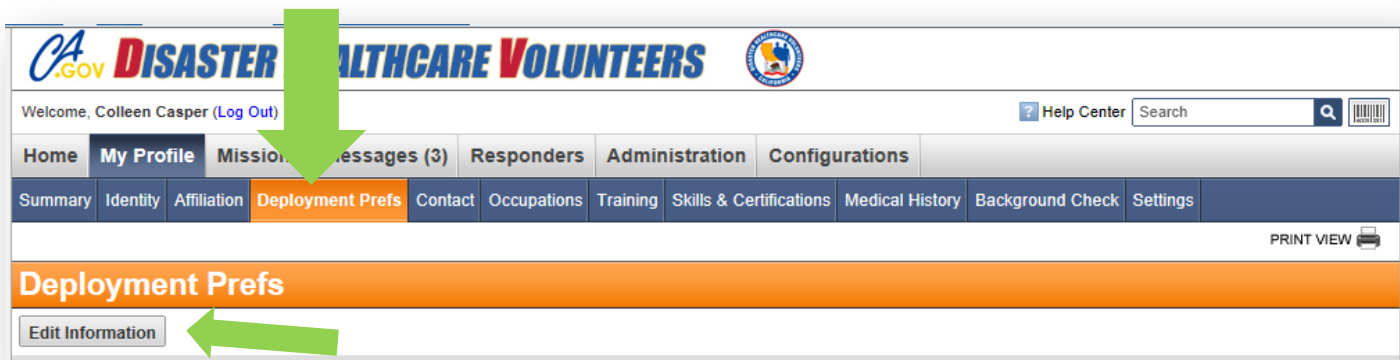 CA.GOV DISASTER HEALTHCARE VOLUNTEERS
Welcome, Colleen Casper (Log Out)
? Help Center Search
Home My Profile Messages (3) Responders Administration Configurations
Summary Identity Affiliation Deployment Prefs Contact Occupations Training Skills & Certifications Medical History Background Check Settings
PRINT VIEW
Deployment Prefs
Edit Information